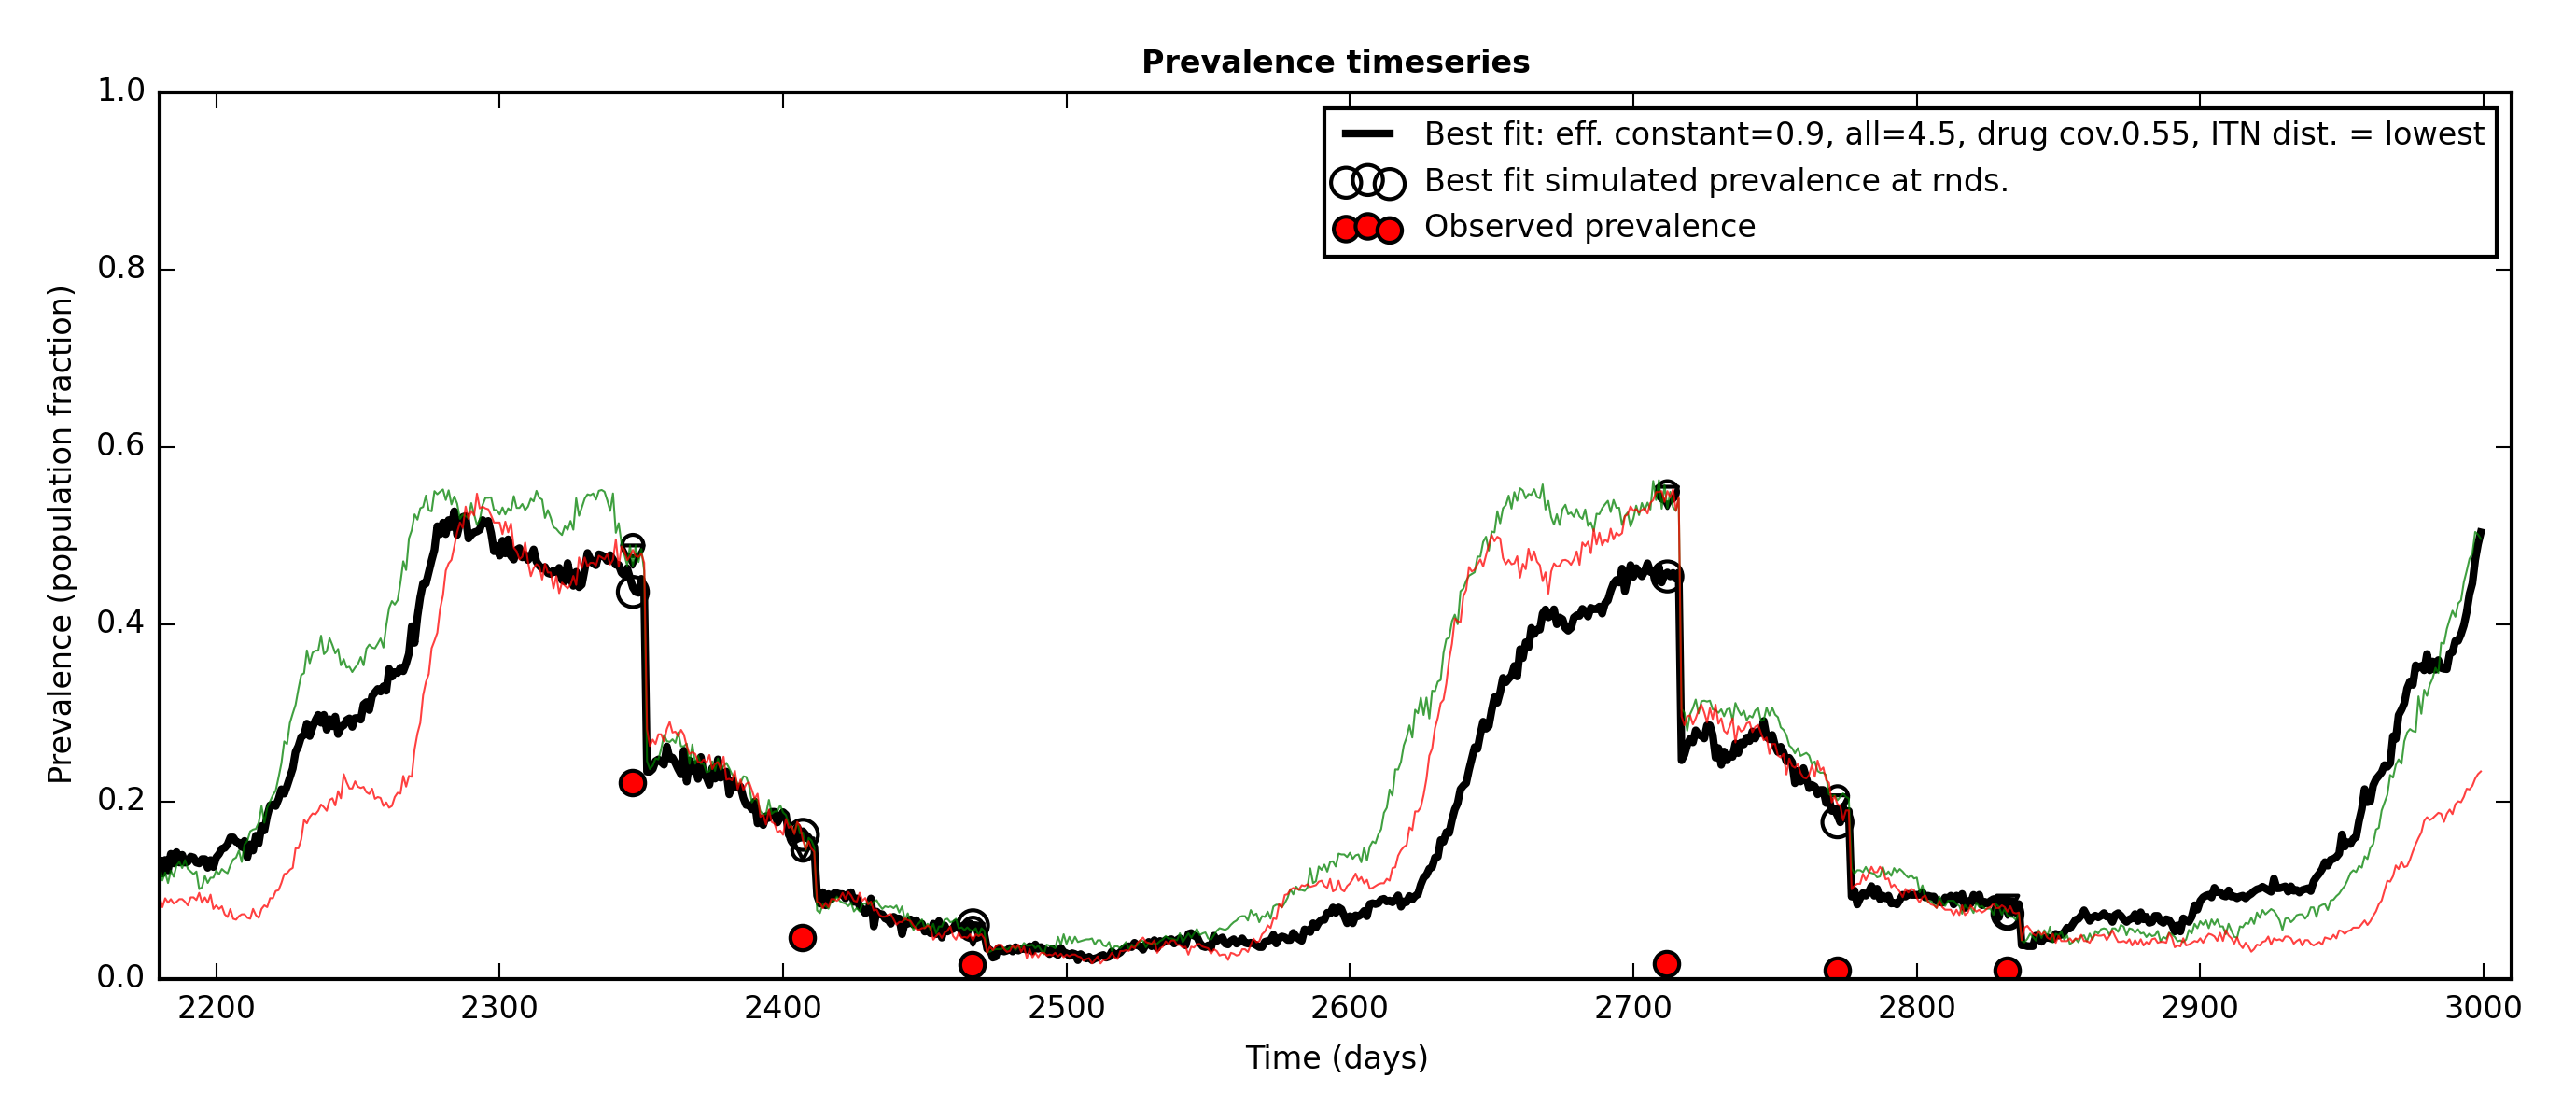 Prevalence timeseries
1.0
0.8
0.6
0.4
0.2
0.0
Prevalence (population fraction)
Best fit: eff. constant=0.9, all=4.5, drug cov.0.55, ITN dist. = lowest
Best fit simulated prevalence at rnds.
Observed prevalence
2200 2300 2400 2500 2600 2700 2800 2900 3000
Time (days)